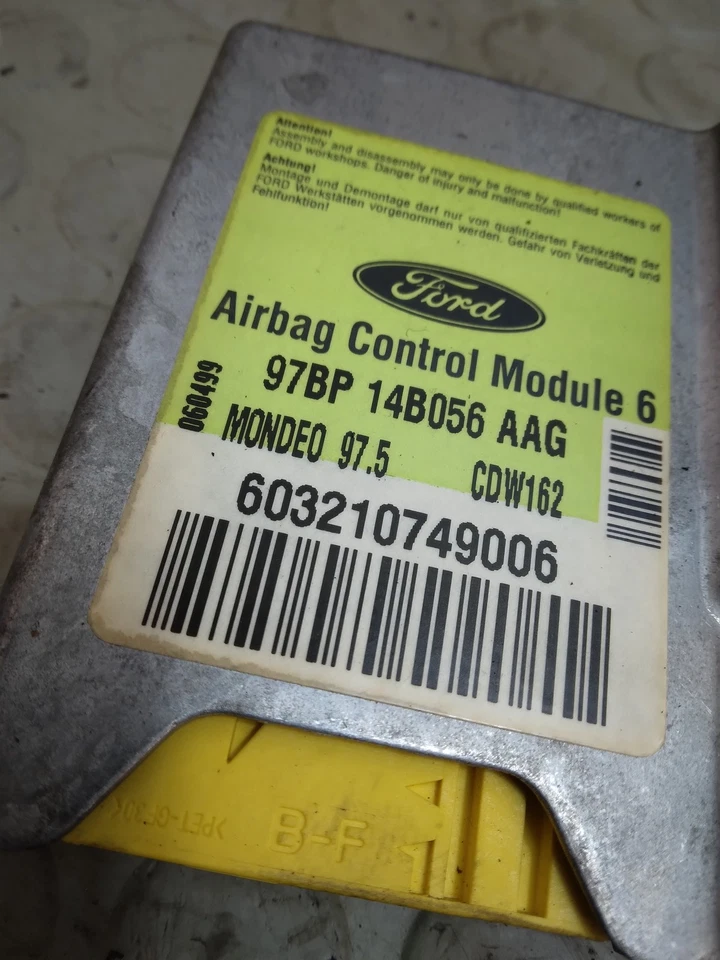 Attention!
Assembly and disassembly may only be done by qualified workers of
FORD workshops. Danger of injury and malfunction!
Achtung!
Montage und Demontage darf nur von qualifizierten Fachkräften der
FORD Werkstätten vorgenommen werden. Gefahr von Verletzung und
Fehlfunktion!
Ford
Airbag Control Module 6
97BP 14B056 AAG
060499
MONDEO 97.5 CDW162
603210749006
>PET-GF30<
B-F